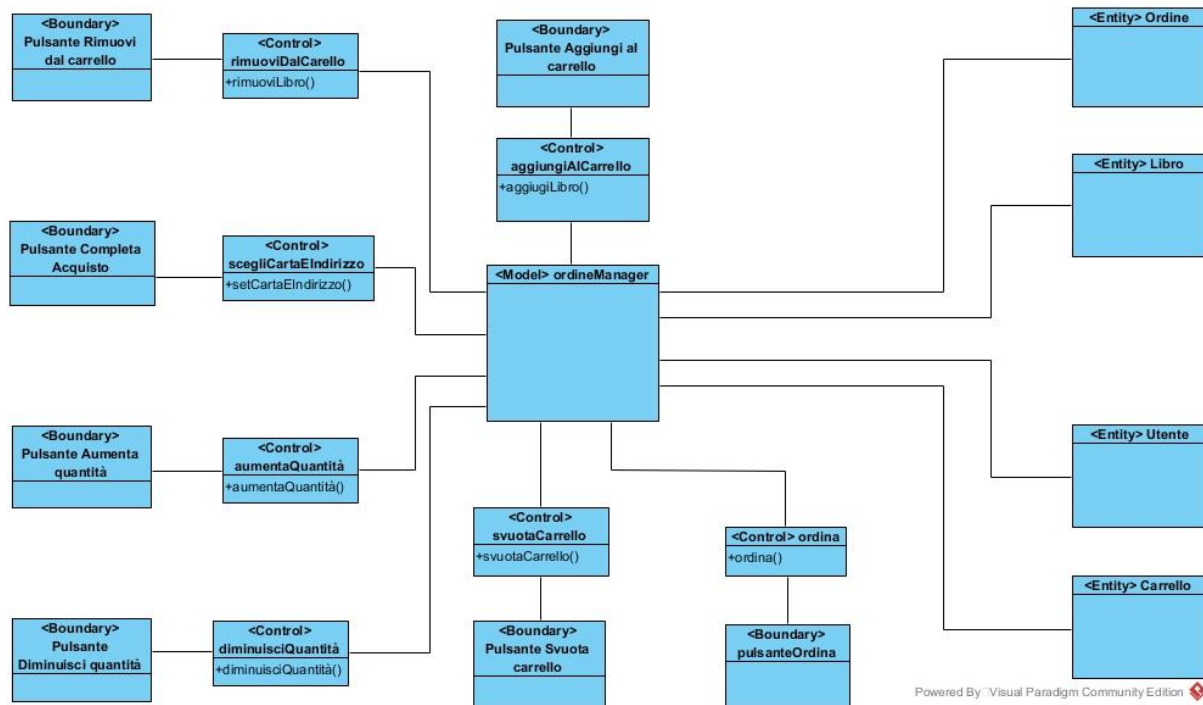 <Boundary>
Pulsante Rimuovi
dal carrello
<Control>
rimuoviDalCarello
+rimuoviLibro()
<Boundary>
Pulsante Aggiungi al
carrello
<Control>
aggiungiAlCarrello
+aggiugiLibro()
<Entity> Ordine
<Entity> Libro
<Boundary>
Pulsante Completa
Acquisto
<Control>
scegliCartaEIndirizzo
+setCartaEIndirizzo()
<Model> ordineManager
<Boundary>
Pulsante Aumenta
quantità
<Control>
aumentaQuantità
+aumentaQuantità()
<Entity> Utente
<Control>
svuotaCarrello
+svuotaCarrello()
<Control> ordina
+ordina()
<Entity> Carrello
<Boundary>
Pulsante
Diminuisci quantità
<Control>
diminuisciQuantità
+diminuisciQuantità()
<Boundary>
Pulsante Svuota
carrello
<Boundary>
pulsanteOrdina
Powered By Visual Paradigm Community Edition